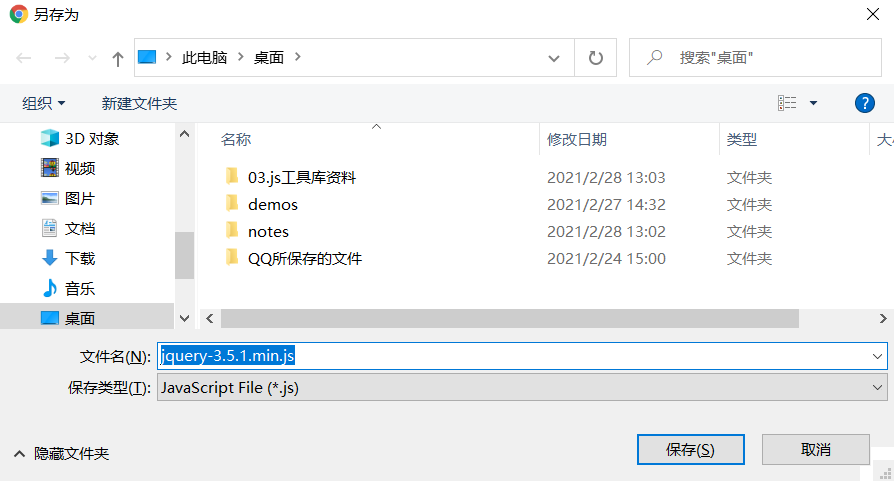 另存为
此电脑 > 桌面 >
搜索"桌面"
组织 新建文件夹 ?
名称 修改日期 类型
3D 对象
视频
图片
文档
下载
音乐
桌面
03.js工具库资料 2021/2/28 13:03 文件夹
demos 2021/2/27 14:32 文件夹
notes 2021/2/28 13:02 文件夹
QQ所保存的文件 2021/2/24 15:00 文件夹
文件名(N): jquery-3.5.1.min.js
保存类型(T): JavaScript File (*.js)
隐藏文件夹 保存(S) 取消